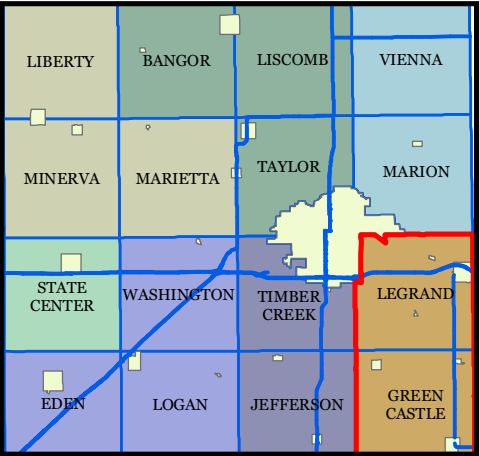 LIBERTY
BANGOR
LISCOMB
VIENNA
MINERVA
MARIETTA
TAYLOR
MARION
STATE
CENTER
WASHINGTON
TIMBER
CREEK
LEGRAND
EDEN
LOGAN
JEFFERSON
GREEN
CASTLE